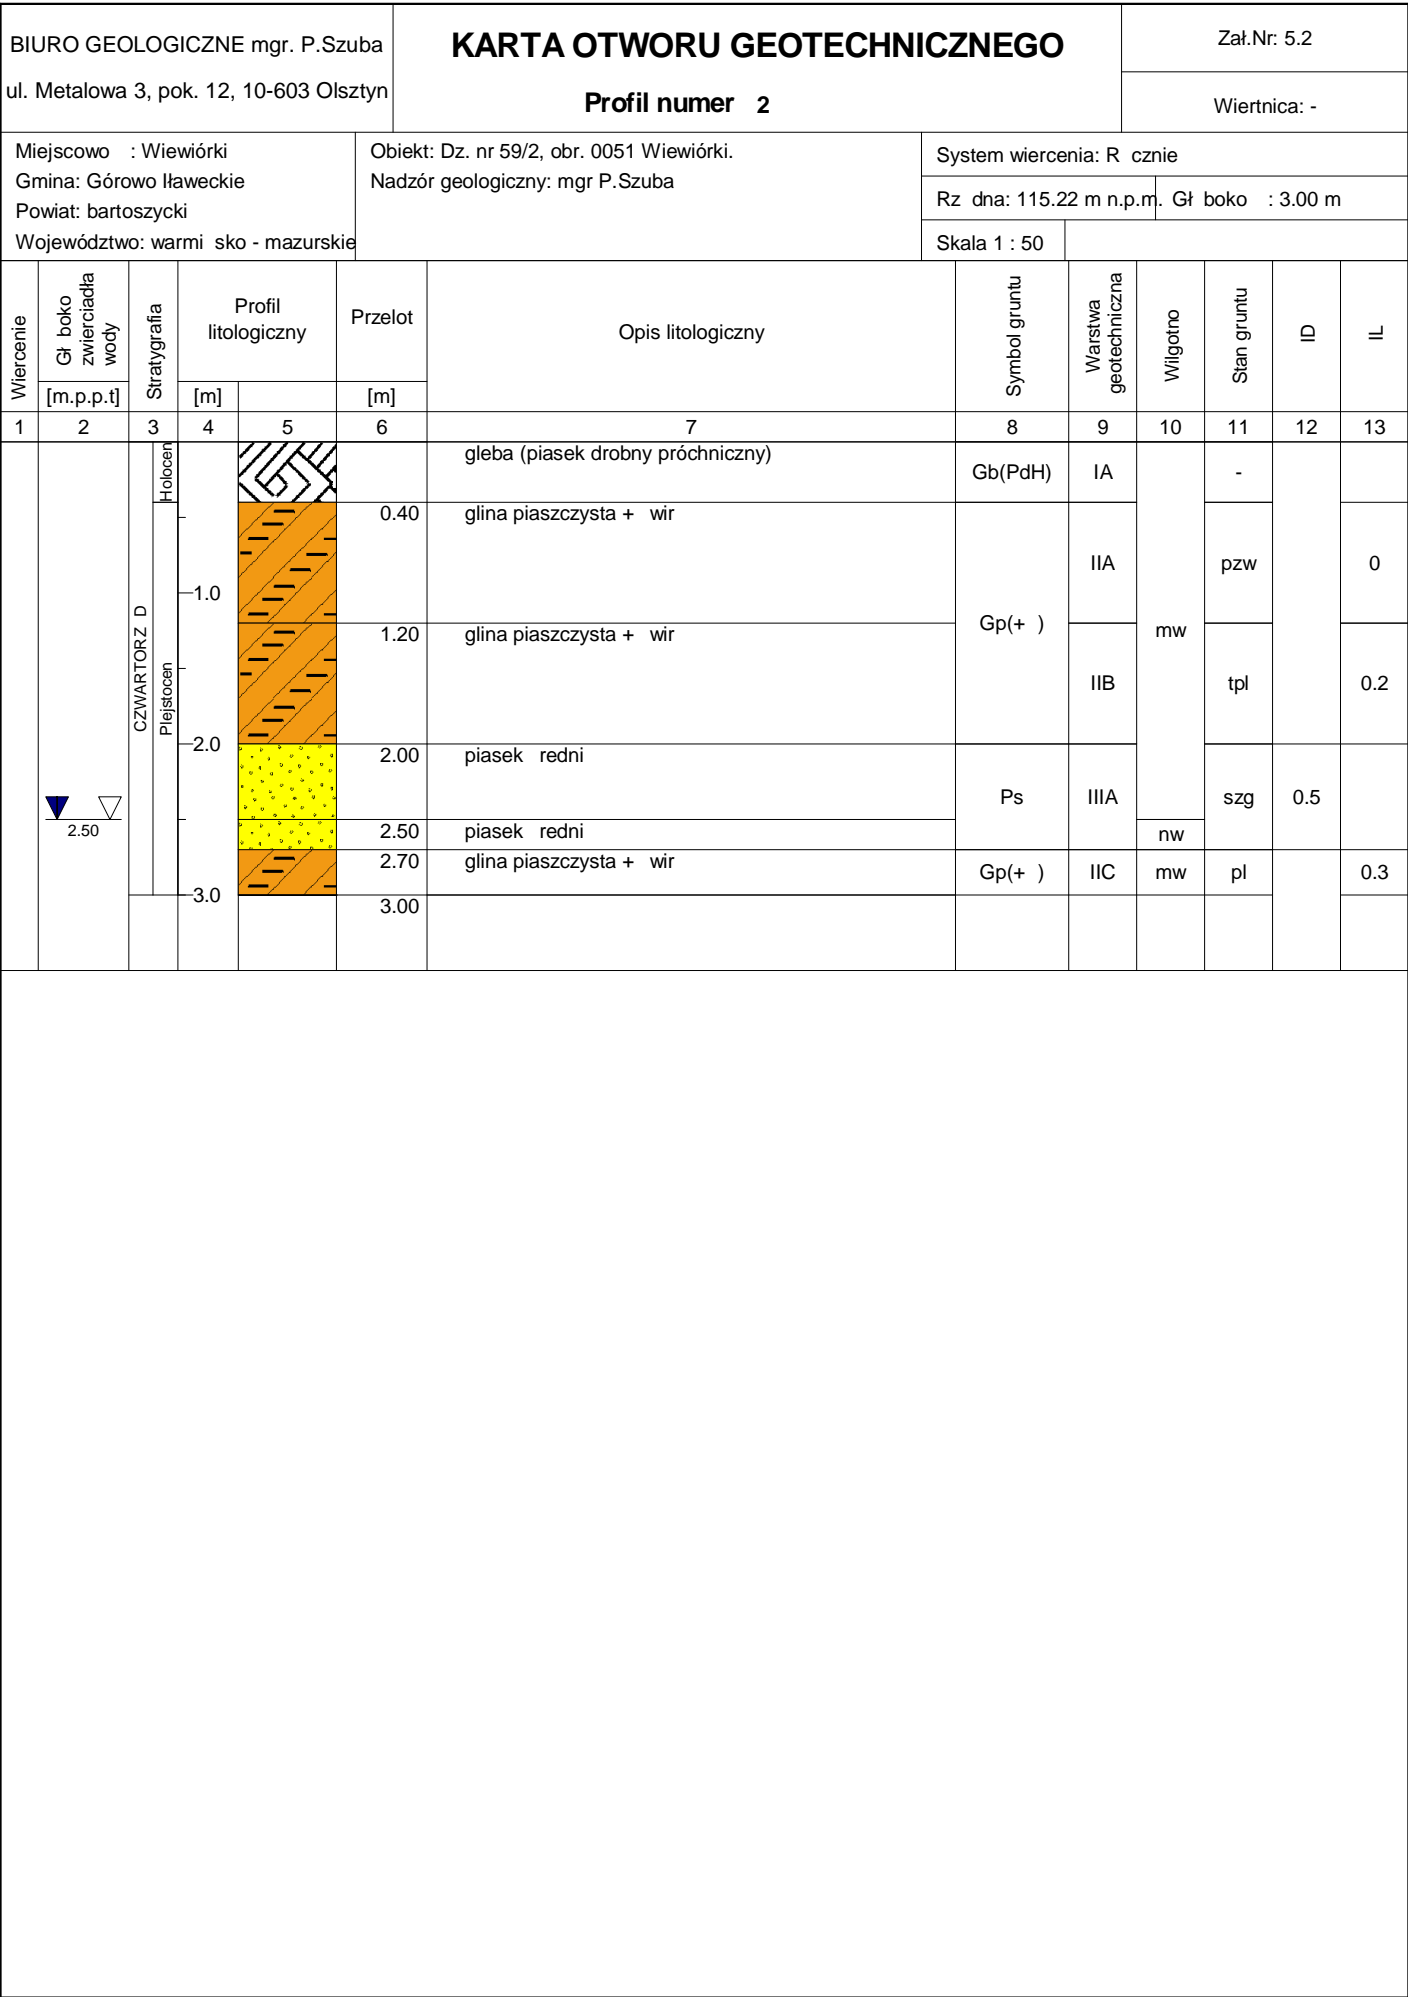 BIURO GEOLOGICZNE mgr. P.Szuba
ul. Metalowa 3, pok. 12, 10-603 Olsztyn
KARTA OTWORU GEOTECHNICZNEGO
Profil numer 2
Zał.Nr: 5.2
Wiertnica: -
Miejscowo : Wiewiórki
Gmina: Górowo Iławeckie
Powiat: bartoszycki
Województwo: warmi sko - mazurskie
Obiekt: Dz. nr 59/2, obr. 0051 Wiewiórki.
Nadzór geologiczny: mgr P.Szuba
System wiercenia: R cznie
Rz dna: 115.22 m n.p.m. Gł boko : 3.00 m
Skala 1 : 50
Wiercenie
Gł boko
zwierciadła
wody
[m.p.p.t]
Stratygrafia
Profil
litologiczny
[m]
Przelot
[m]
Opis litologiczny
Symbol gruntu
Warstwa
geotechniczna
Wilgotno
Stan gruntu
ID
IL
1 2 3 4 5 6 7 8 9 10 11 12 13
Holocen
gleba (piasek drobny próchniczny)
Gb(PdH) IA -
0.40 glina piaszczysta + wir
IIA pzw 0
1.0
CZWARTORZ D
Plejstocen
Gp(+ )
mw
1.20 glina piaszczysta + wir
IIB tpl 0.2
2.0
2.00 piasek redni
Ps IIIA szg 0.5
2.50
2.50 piasek redni
nw
2.70 glina piaszczysta + wir
Gp(+ ) IIC mw pl 0.3
3.0
3.00